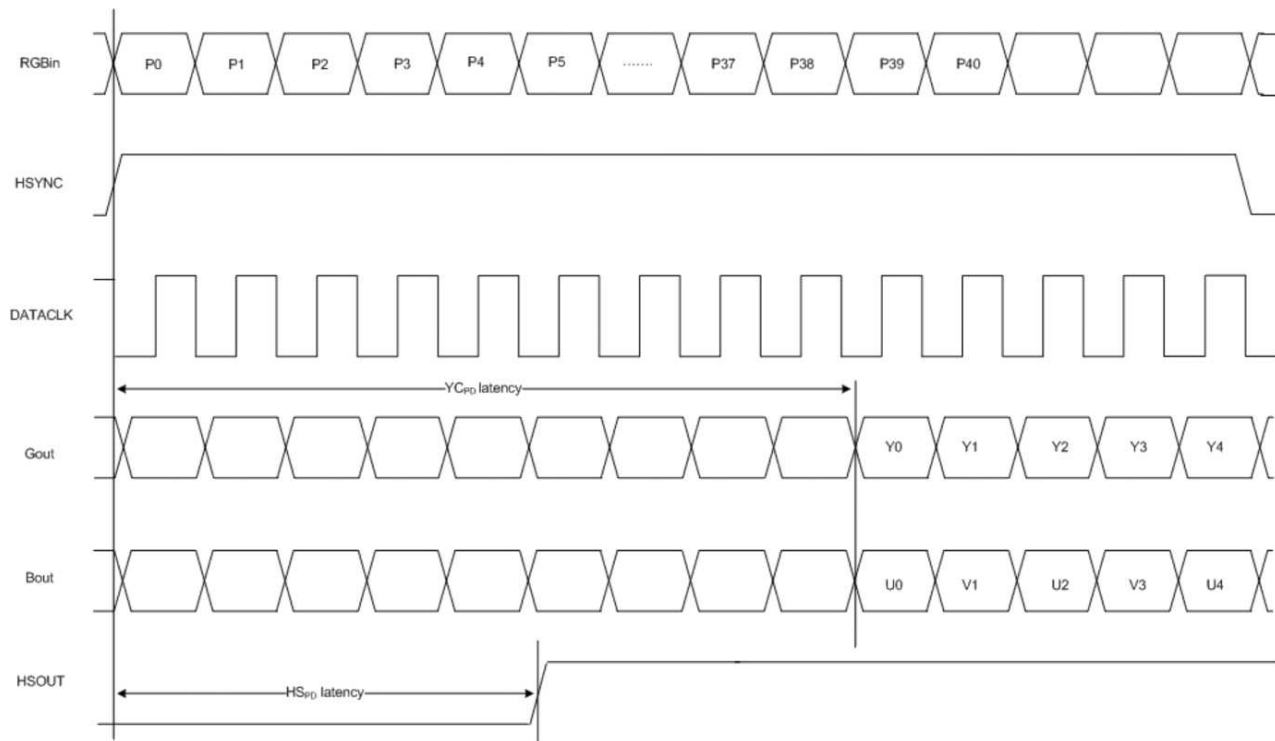 RGBin P0 P1 P2 P3 P4 P5 ....... P37 P38 P39 P40
HSYNC
DATACLK
YCPD latency
Gout Y0 Y1 Y2 Y3 Y4
Bout U0 V1 U2 V3 U4
HSOUT
HSPD latency